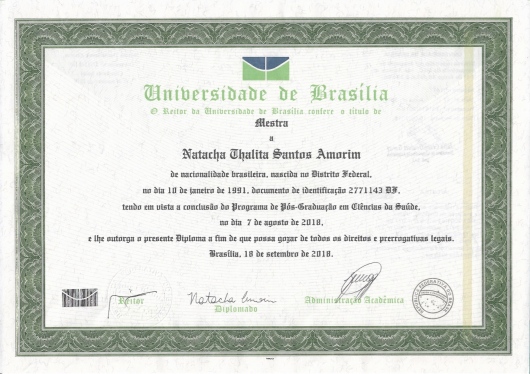 Universidade de Brasília
O Reitor da Universidade de Brasília confere o título de
Mestra
a
Natacha Thalita Santos Amorim
de nacionalidade brasileira, nascida no Distrito Federal,
no dia 10 de janeiro de 1991, documento de identificação 2771143 DF,
tendo em vista a conclusão do Programa de Pós-Graduação em Ciências da Saúde,
no dia 7 de agosto de 2018,
e lhe outorga o presente Diploma a fim de que possa gozar de todos os direitos e prerrogativas legais.
Brasília, 18 de setembro de 2018.
Natacha Amorim
Reitor
Diplomado
Administração Acadêmica